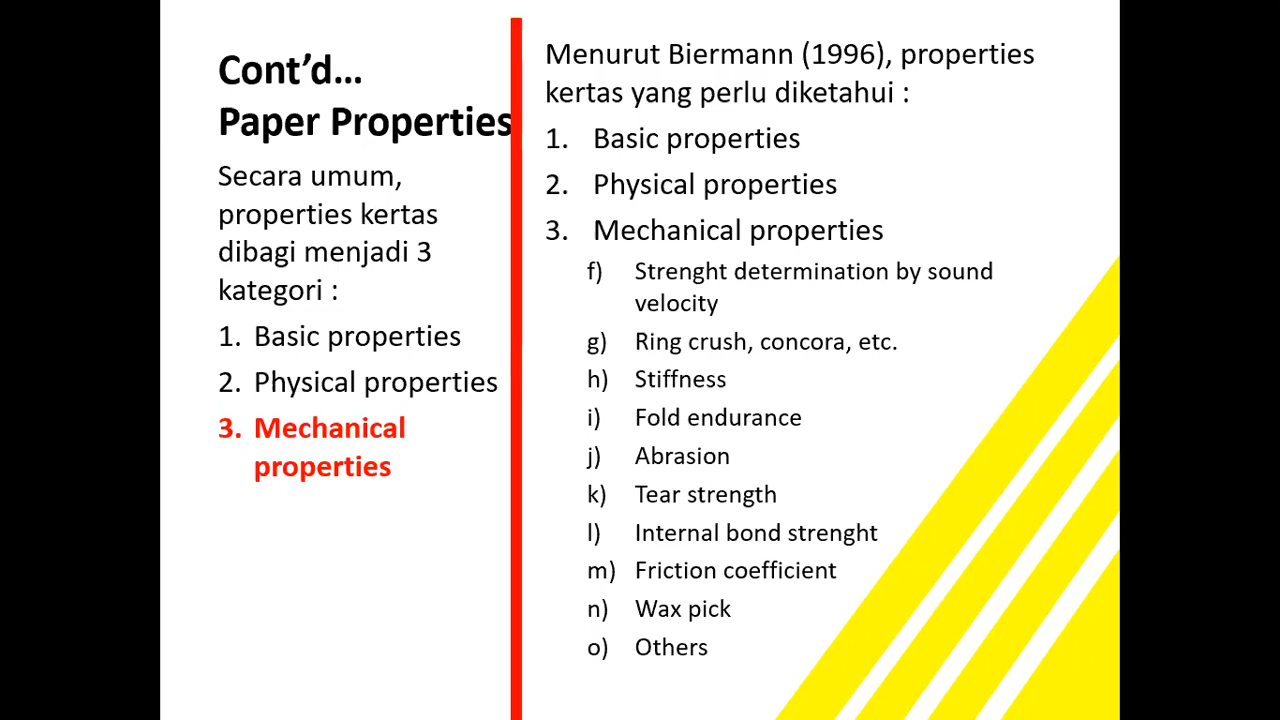 Cont’d…
Paper Properties
Secara umum,
properties kertas
dibagi menjadi 3
kategori :
1. Basic properties
2. Physical properties
3. Mechanical
properties
Menurut Biermann (1996), properties
kertas yang perlu diketahui :
1. Basic properties
2. Physical properties
3. Mechanical properties
f) Strenght determination by sound
velocity
g) Ring crush, concora, etc.
h) Stiffness
i) Fold endurance
j) Abrasion
k) Tear strength
l) Internal bond strenght
m) Friction coefficient
n) Wax pick
o) Others